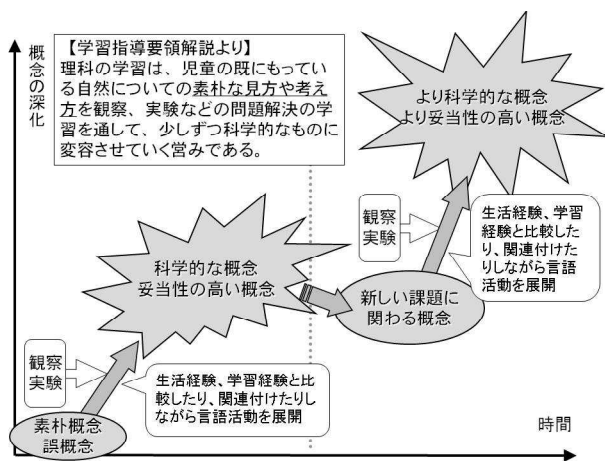 概念の深化
【学習指導要領解説より】
理科の学習は、児童の既にもっている
自然についての素朴な見方や考え
方を観察、実験などの問題解決の学
習を通して、少しずつ科学的なものに
変容させていく営みである。
より科学的な概念
より妥当性の高い概念
観察
実験
生活経験、学習
経験と比較した
り、関連付けた
りしながら言語
活動を展開
科学的な概念
妥当性の高い概念
新しい課題に
関わる概念
観察
実験
生活経験、学習経験と比
較したり、関連付けたりし
ながら言語活動を展開
素朴概念
誤概念
時間